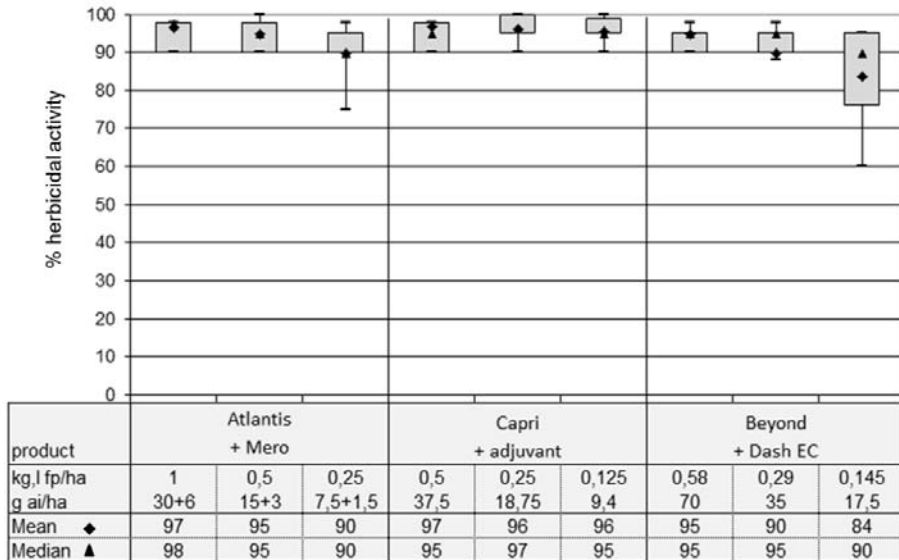 % herbicidal activity
100
90
80
70
60
50
40
30
20
10
0
product Atlantis + Mero Capri + adjuvant Beyond + Dash EC
kg,l fp/ha 1 0,5 0,25 0,5 0,25 0,125 0,58 0,29 0,145
g ai/ha 30+6 15+3 7,5+1,5 37,5 18,75 9,4 70 35 17,5
Mean 97 95 90 97 96 96 95 90 84
Median 98 95 90 95 97 95 95 95 90